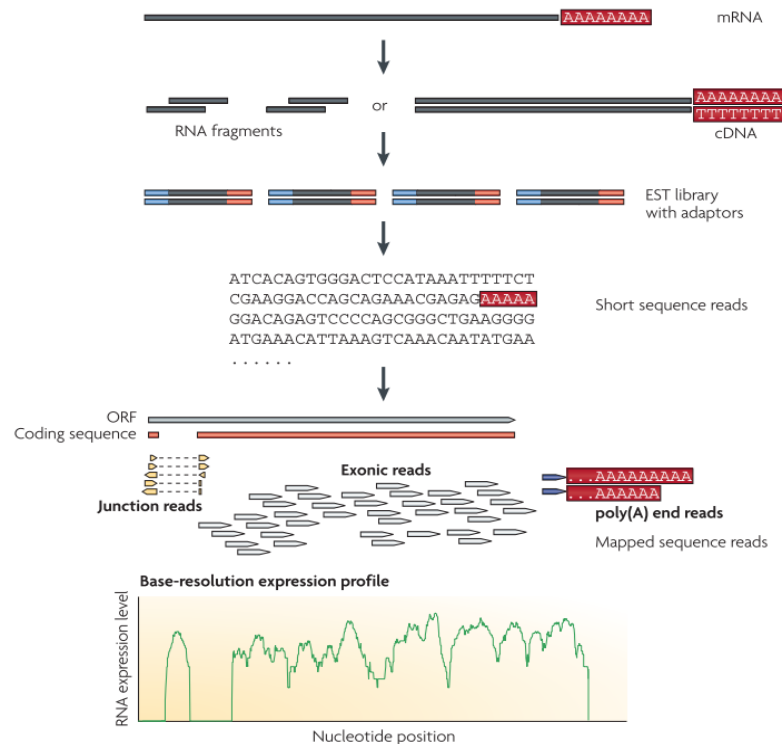 AAAAAAAA
mRNA
or
AAAAAAAA
TTTTTTTT
RNA fragments
cDNA
EST library
with adaptors
ATCACAGTGGGACTCCATAAATTTTTCT
CGAAGGACCAGCAGAAACGAGAGAAAAA
GGACAGAGTCCCCAGCGGGCTGAAGGGG
ATGAAACATTAAAGTCAAACAATATGAA
. . . . . .
Short sequence reads
ORF
Coding sequence
Junction reads
Exonic reads
...AAAAAAAAA
...AAAAAA
poly(A) end reads
Mapped sequence reads
Base-resolution expression profile
RNA expression level
Nucleotide position